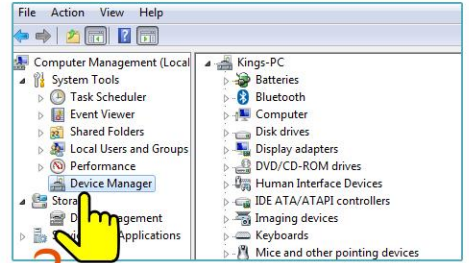 File Action View Help
Computer Management (Local
System Tools
Task Scheduler
Event Viewer
Shared Folders
Local Users and Groups
Performance
Device Manager
Stora
D Management
Applications
Kings-PC
Batteries
Bluetooth
Computer
Disk drives
Display adapters
DVD/CD-ROM drives
Human Interface Devices
IDE ATA/ATAPI controllers
Imaging devices
Keyboards
Mice and other pointing devices